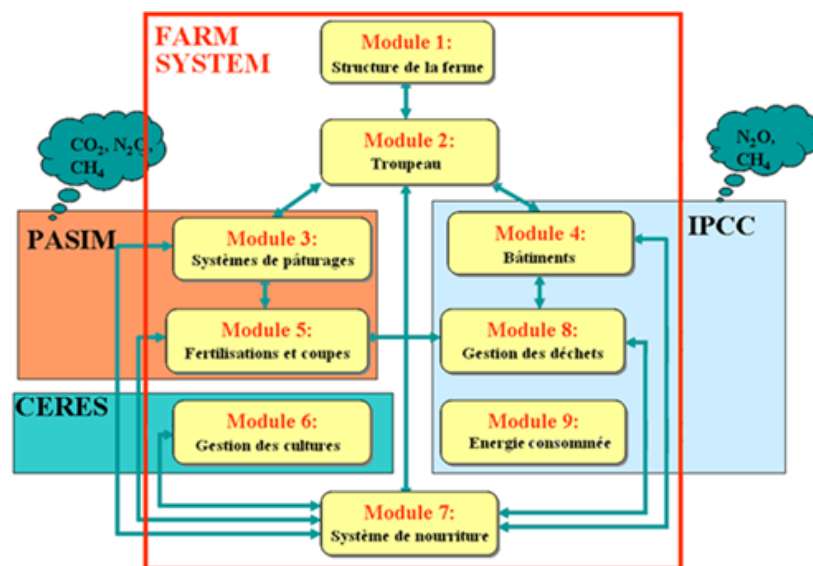 FARM
SYSTEM
Module 1:
Structure de la ferme
CO₂, N₂O,
CH₄
N₂O,
CH₄
Module 2:
Troupeau
PASIM
IPCC
Module 3:
Systèmes de pâturages
Module 4:
Bâtiments
Module 5:
Fertilisations et coupes
Module 8:
Gestion des déchets
CERES
Module 6:
Gestion des cultures
Module 9:
Energie consommée
Module 7:
Système de nourriture